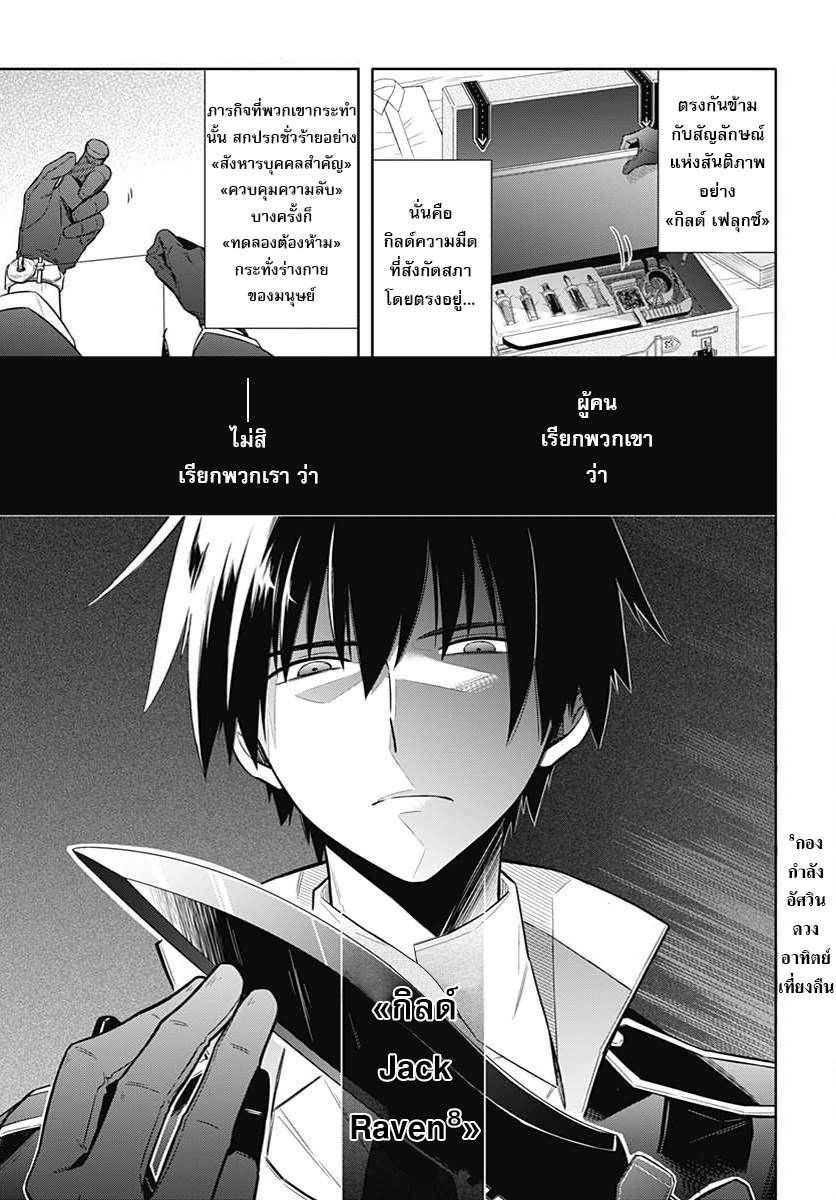 ตรงกันข้าม
กับสัญลักษณ์
แห่งสันติภาพ
อย่าง
«กิลด์ เฟลุกซ์»
นั่นคือ
กิลด์ความมืด
ที่สังกัดสภา
โดยตรงอยู่...
ภารกิจที่พวกเขากระทำ
นั้น สกปรกชั่วร้ายอย่าง
«สังหารบุคคลสำคัญ»
«ควบคุมความลับ»
บางครั้งก็
«ทดลองต้องห้าม»
กระทั่งร่างกาย
ของมนุษย์
ผู้คน
เรียกพวกเขา
ว่า
ไม่สิ
เรียกพวกเรา ว่า
«กิลด์
Jack
Raven⁸»
⁸กอง
กำลัง
อัศวิน
ดวง
อาทิตย์
เที่ยงคืน